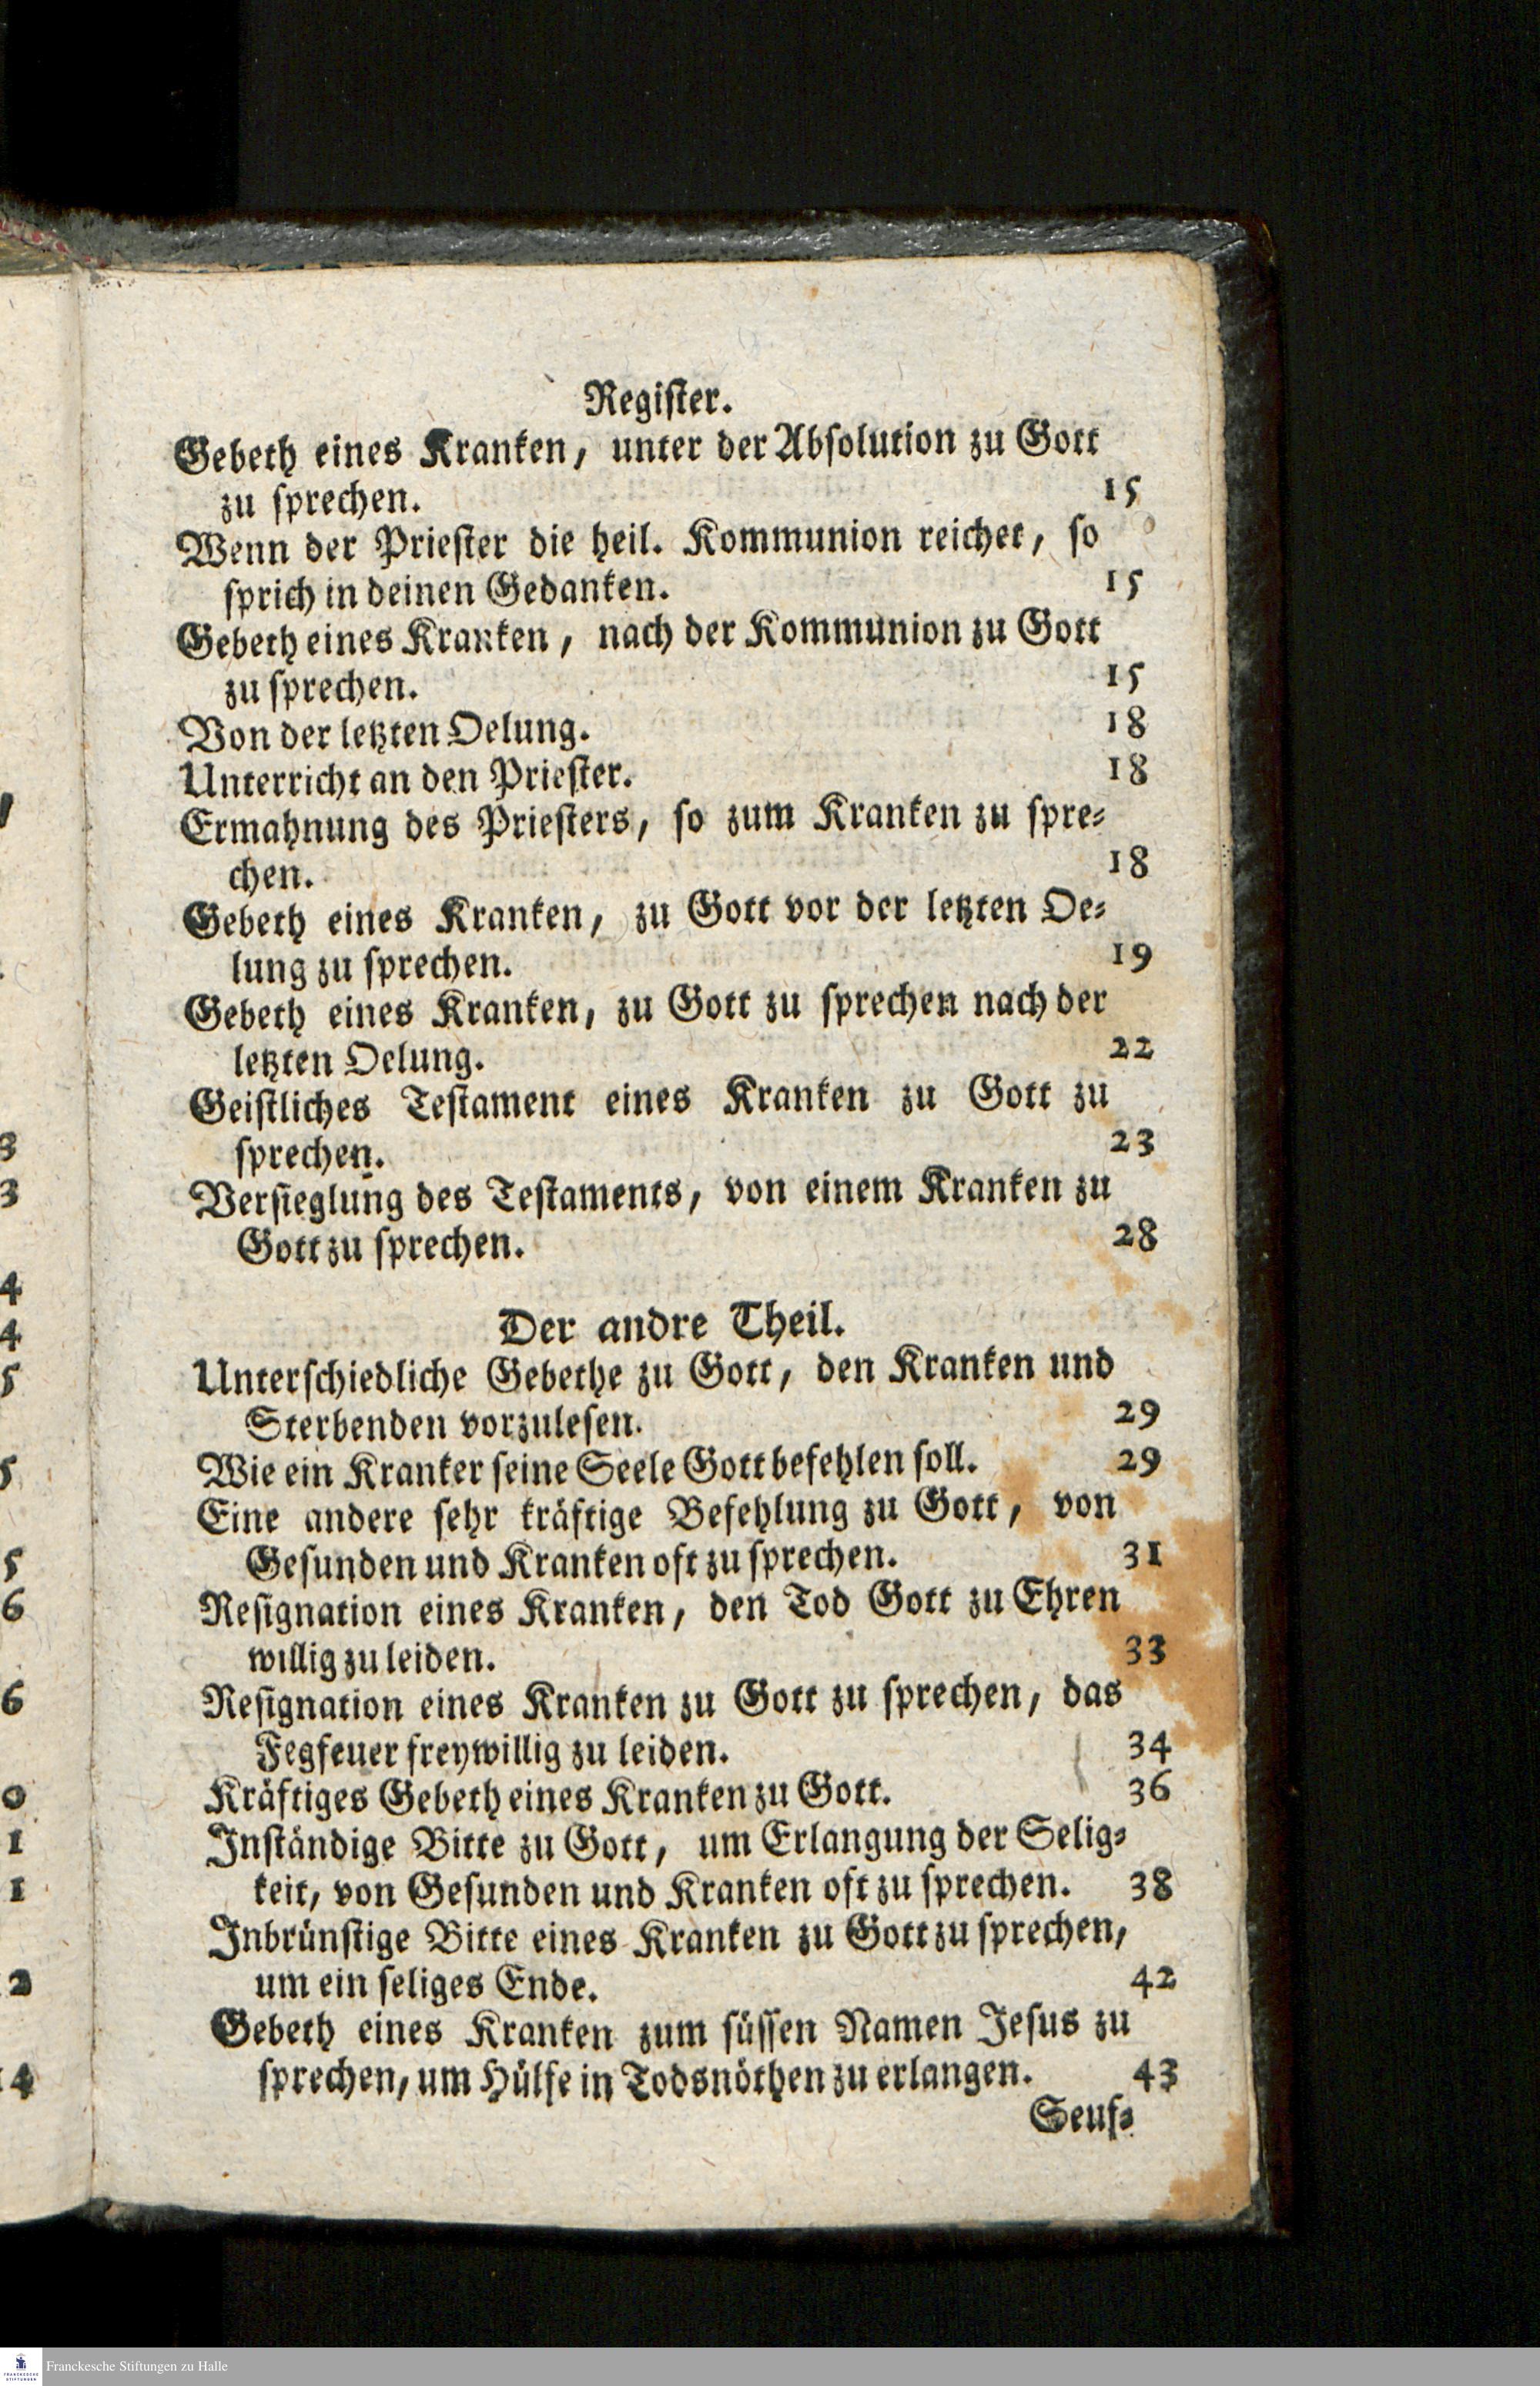 Register.
Gebeth eines Kranken, unter der Absolution zu Gott
zu sprechen. 15
Wenn der Priester die heil. Kommunion reichet, so
sprich in deinen Gedanken. 15
Gebeth eines Kranken, nach der Kommunion zu Gott
zu sprechen. 15
Von der letzten Oelung. 18
Unterricht an den Priester. 18
Ermahnung des Priesters, so zum Kranken zu spre-
chen. 18
Gebeth eines Kranken, zu Gott vor der letzten Oe-
lung zu sprechen. 19
Gebeth eines Kranken, zu Gott zu sprechen nach der
letzten Oelung. 22
Geistliches Testament eines Kranken zu Gott zu
sprechen. 23
Versieglung des Testaments, von einem Kranken zu
Gott zu sprechen. 28
Der andre Theil.
Unterschiedliche Gebethe zu Gott, den Kranken und
Sterbenden vorzulesen. 29
Wie ein Kranker seine Seele Gott befehlen soll. 29
Eine andere sehr kräftige Befehlung zu Gott, von
Gesunden und Kranken oft zu sprechen. 31
Resignation eines Kranken, den Tod Gott zu Ehren
willig zu leiden. 33
Resignation eines Kranken zu Gott zu sprechen, das
Fegfeuer freywillig zu leiden. 34
Kräftiges Gebeth eines Kranken zu Gott. 36
Inständige Bitte zu Gott, um Erlangung der Selig-
keit, von Gesunden und Kranken oft zu sprechen. 38
Inbrünstige Bitte eines Kranken zu Gott zu sprechen,
um ein seliges Ende. 42
Gebeth eines Kranken zum süssen Namen Jesus zu
sprechen, um Hülfe in Todsnöthen zu erlangen. 43
Seuf-
Franckesche Stiftungen zu Halle